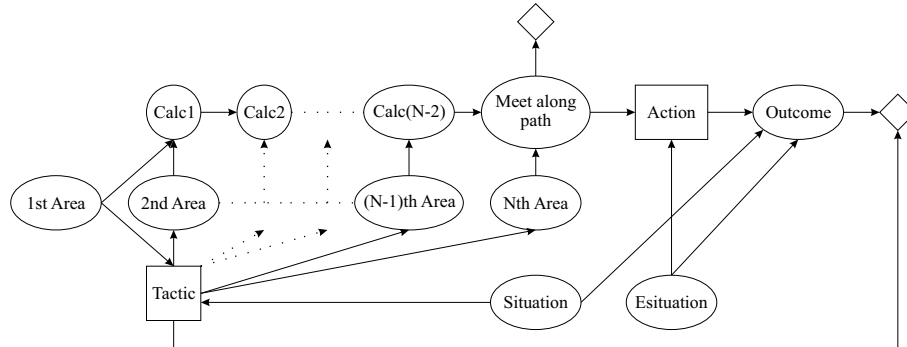 Calc1
Calc2
Calc(N-2)
Meet along
path
Action
Outcome
1st Area
2nd Area
(N-1)th Area
Nth Area
Tactic
Situation
Esituation